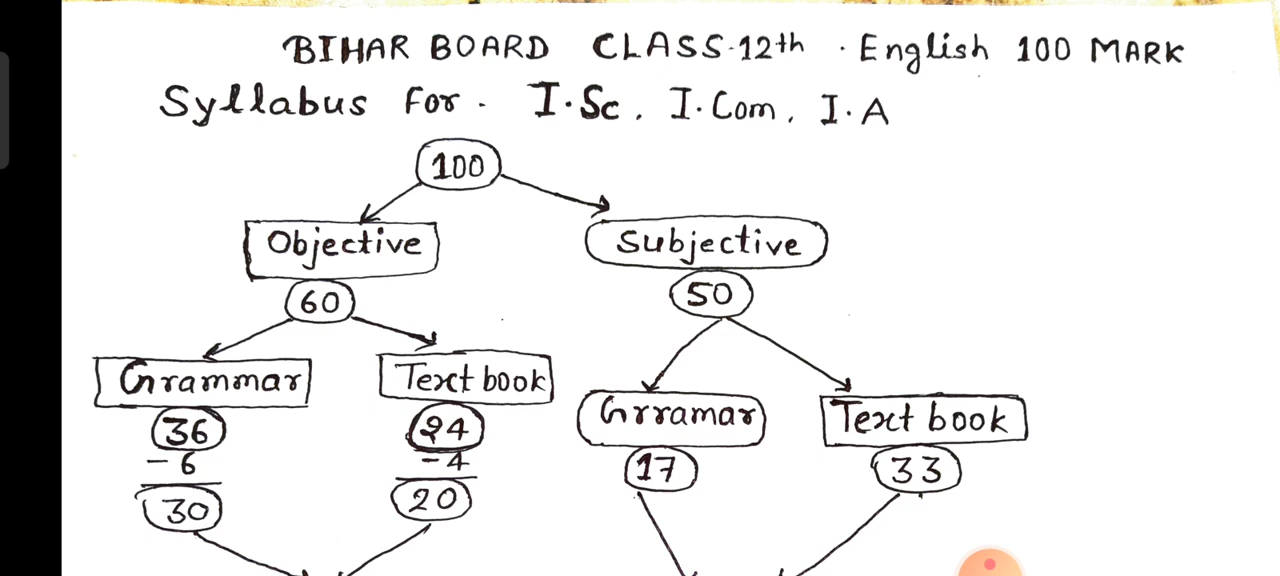 BIHAR BOARD CLASS-12th . English 100 MARK
Syllabus For - I.Sc, I.Com, I.A
100
Objective Subjective
60 50
Grammar Text book Grramar Text book
36 24 17 33
-6 -4
30 20